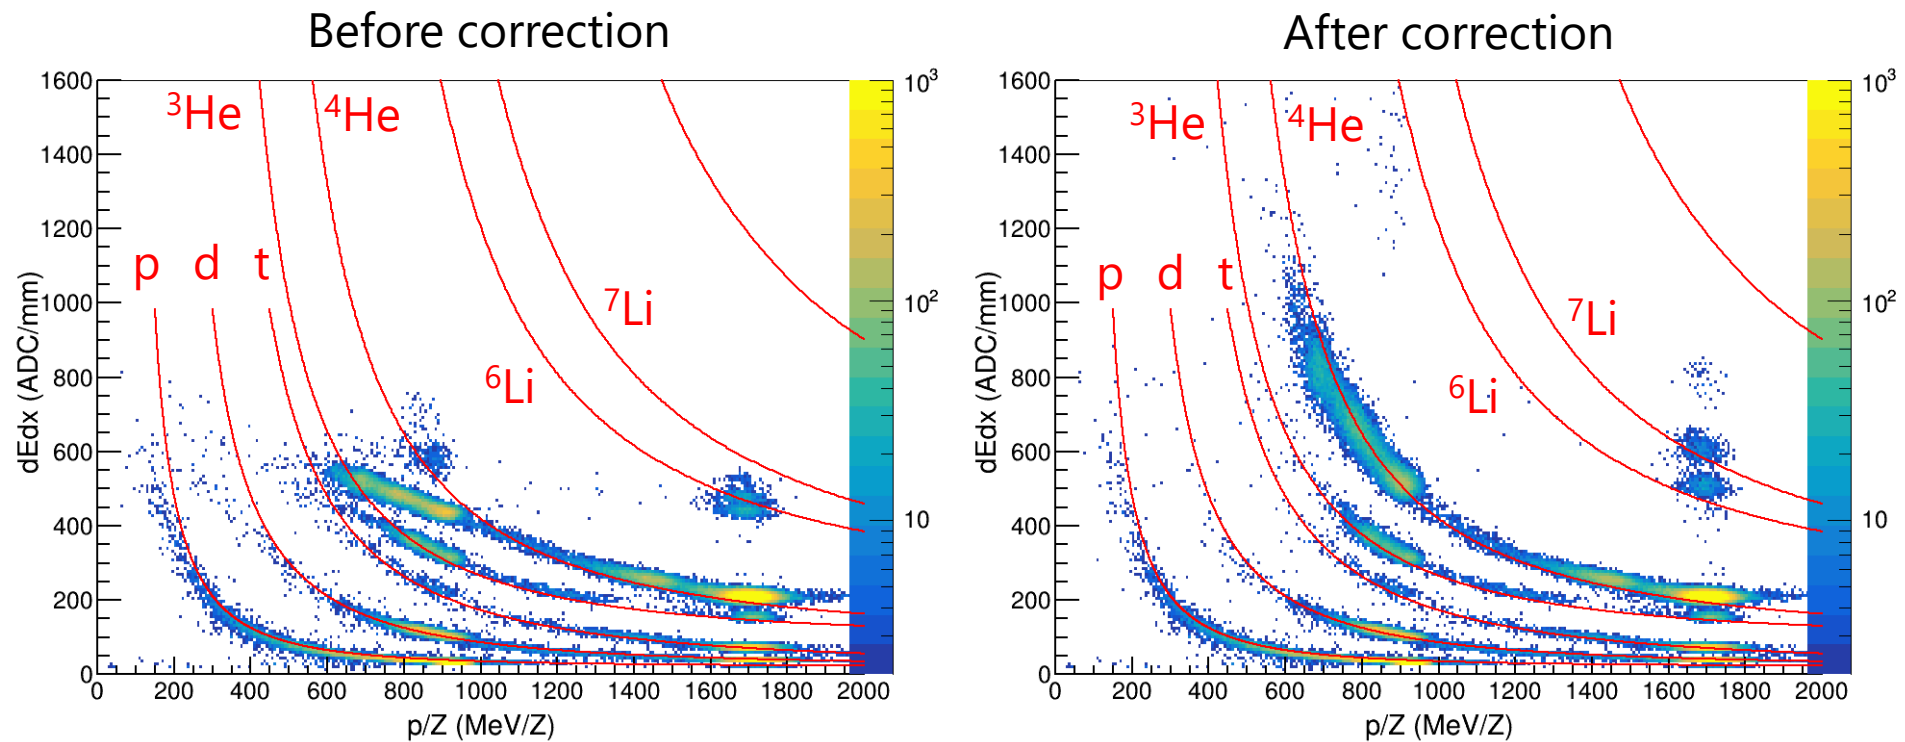 Before correction
1600
1400
1200
1000
800
600
400
200
0
dEdx (ADC/mm)
³He
⁴He
p
d
t
⁷Li
⁶Li
10³
10²
10
0
200
400
600
800
1000
1200
1400
1600
1800
2000
p/Z (MeV/Z)
After correction
1600
1400
1200
1000
800
600
400
200
0
dEdx (ADC/mm)
³He
⁴He
p
d
t
⁷Li
⁶Li
10³
10²
10
0
200
400
600
800
1000
1200
1400
1600
1800
2000
p/Z (MeV/Z)